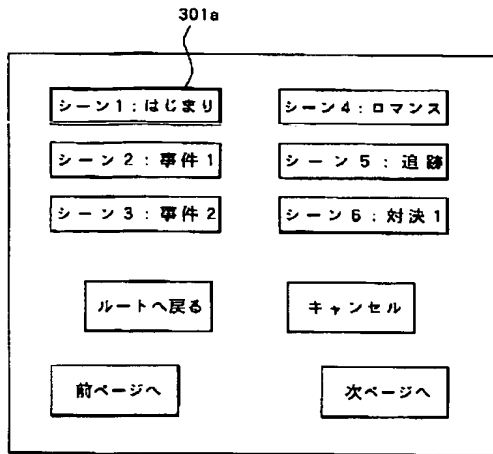 301a
シーン1:はじまり
シーン4:ロマンス
シーン2:事件1
シーン5:追跡
シーン3:事件2
シーン6:対決1
ルートへ戻る
キャンセル
前ページへ
次ページへ